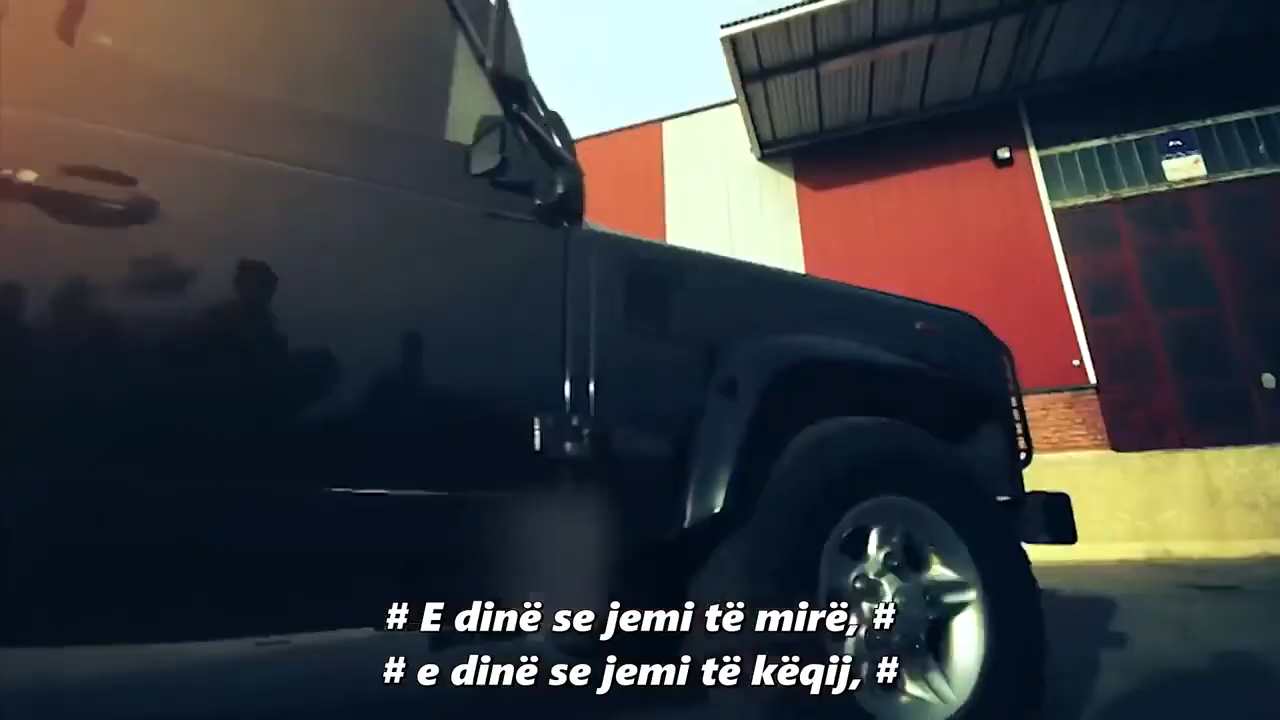 # E dinë se jemi të mirë, #
# e dinë se jemi të këqij, #